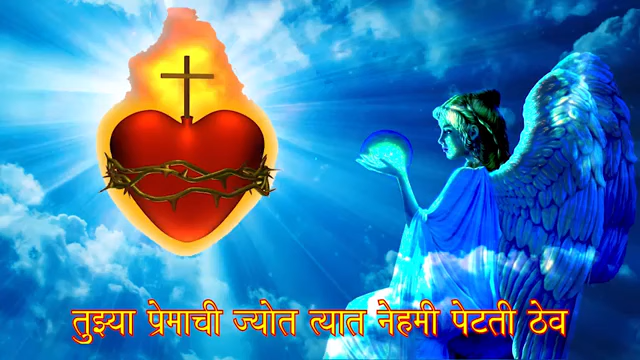 तुझ्या प्रेमाची ज्योत त्यात नेहमी पेटती ठेव